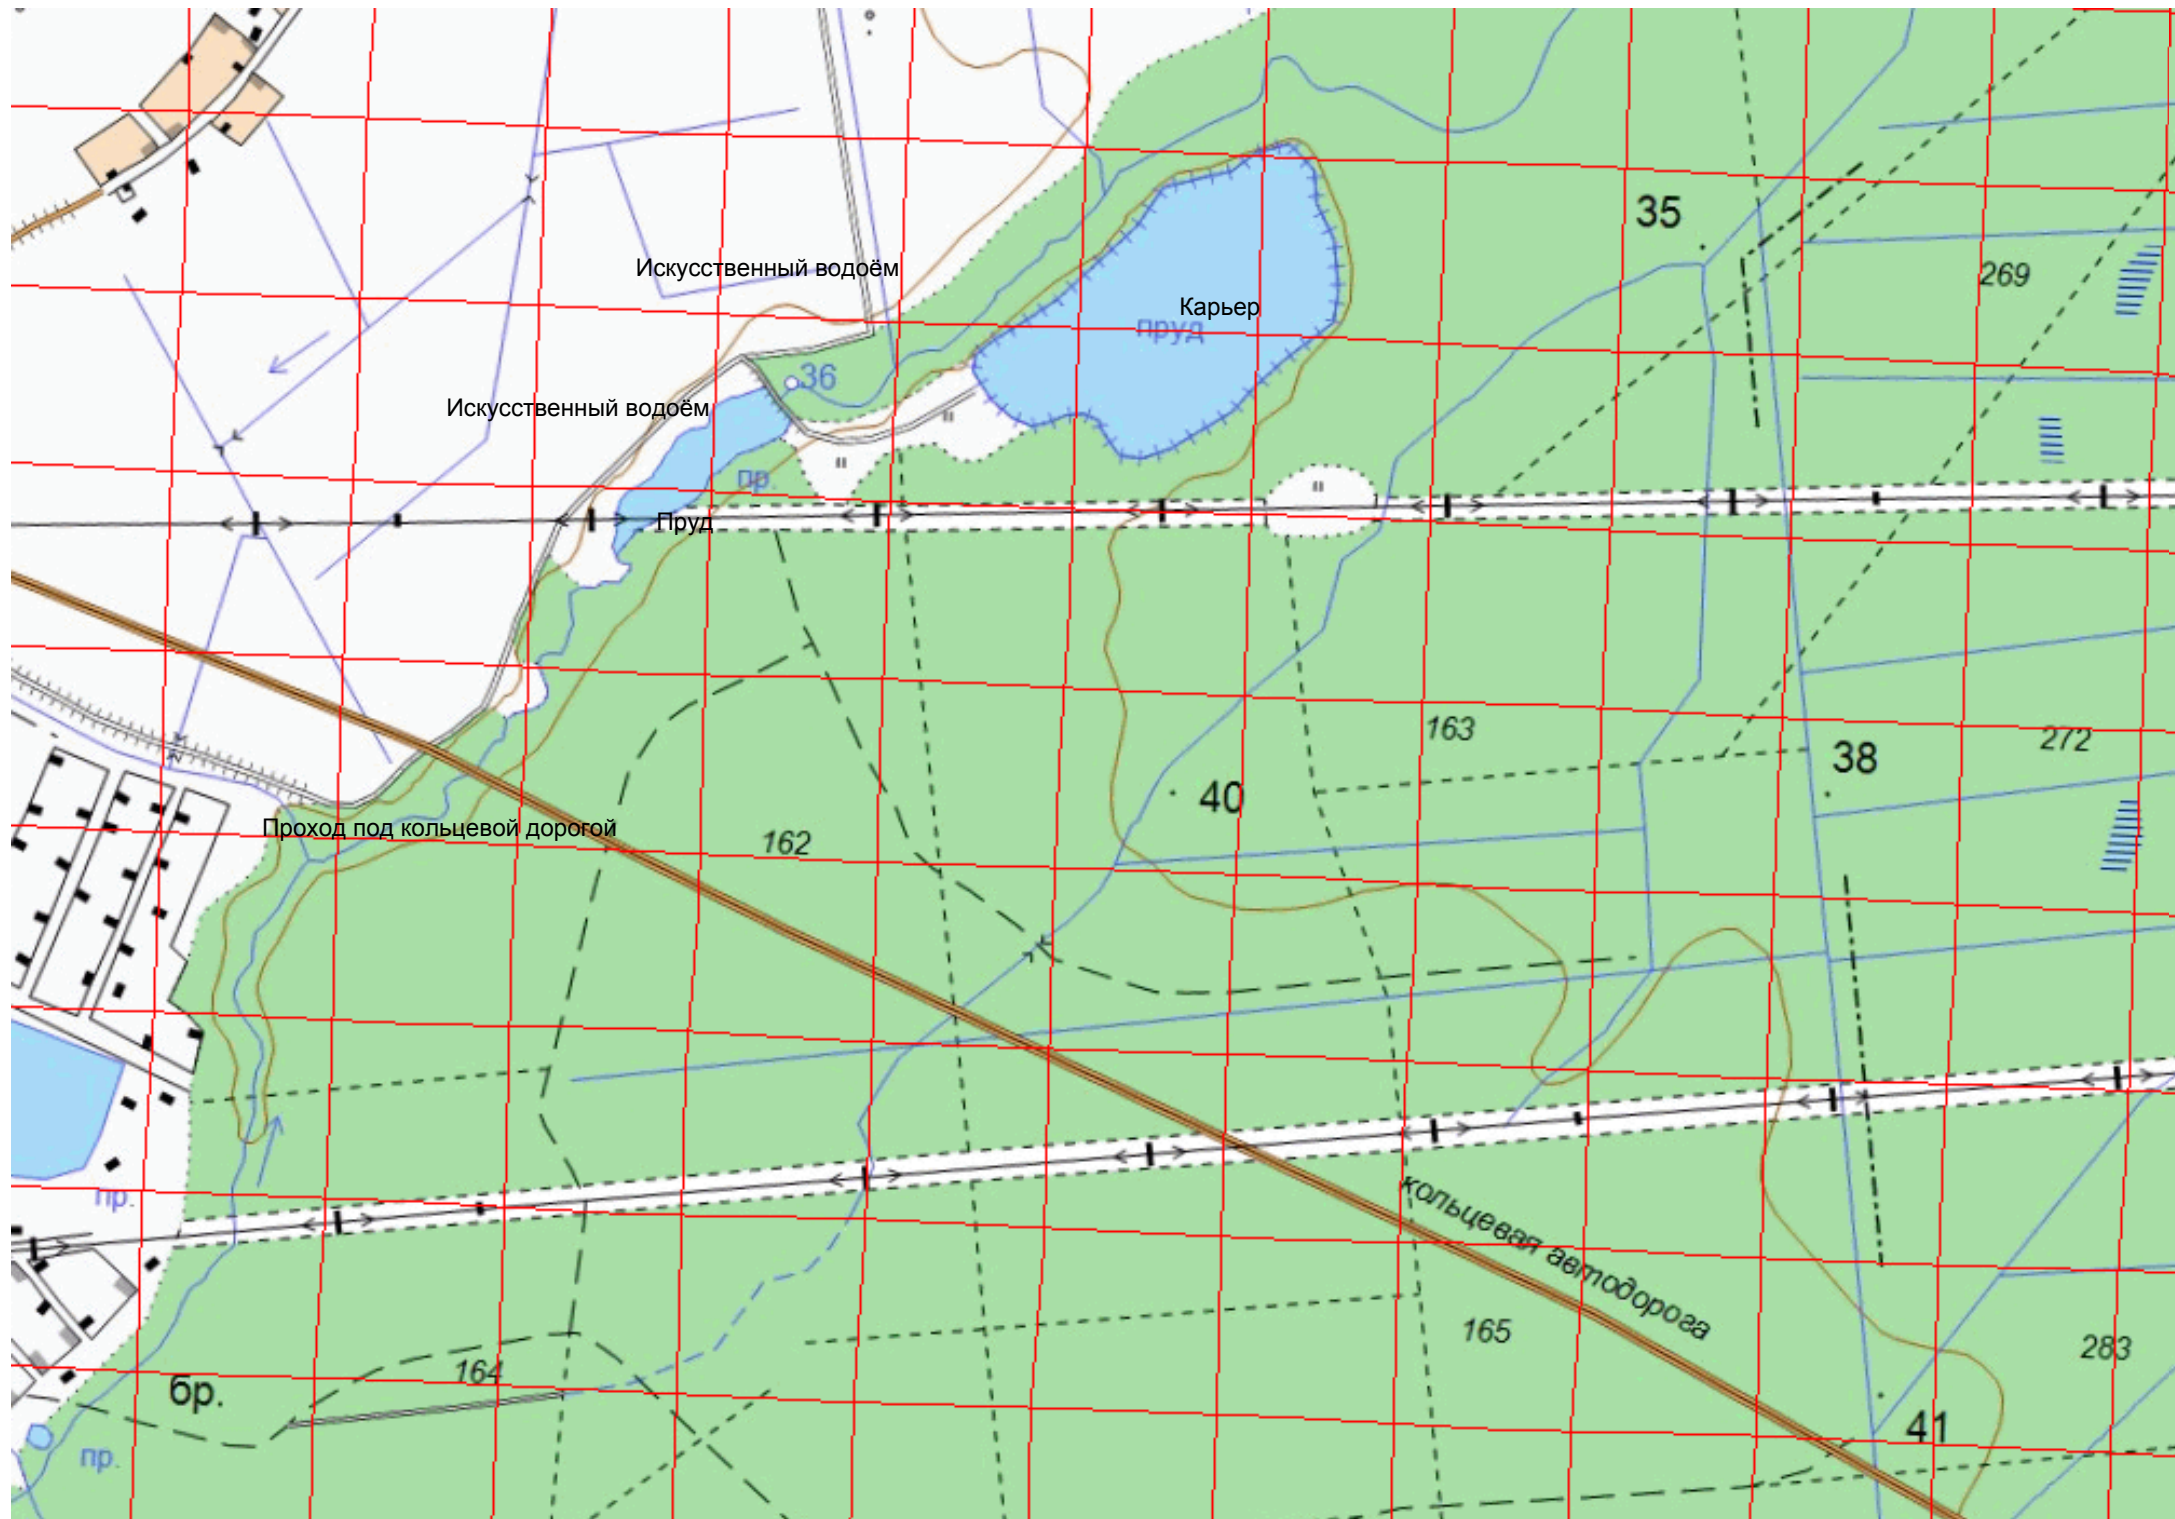 35
Искусственный водоём
269
Карьер
пруд
36
Искусственный водоём
пр.
Пруд
163
272
38
40
Проход под кольцевой дорогой
162
кольцевая автодорога
пр.
165
283
164
бр.
41
пр.